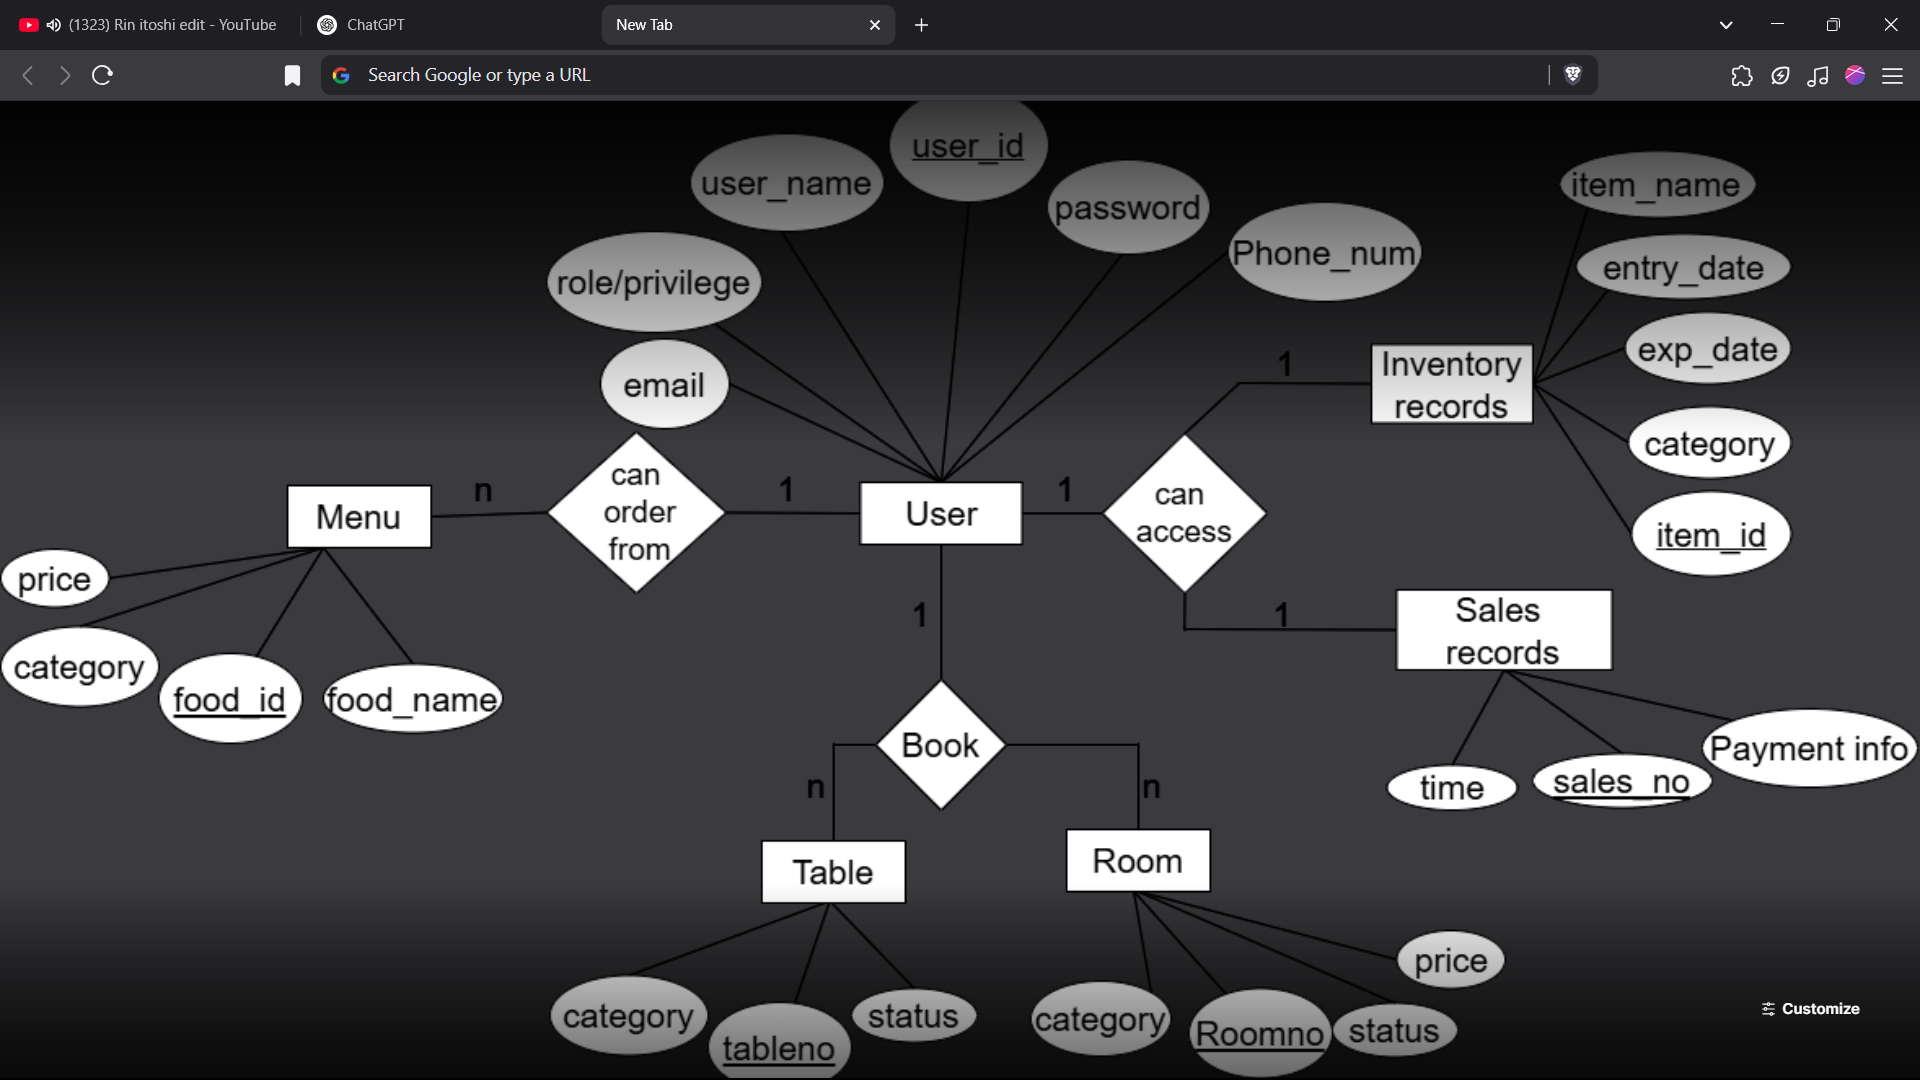 (1323) Rin itoshi edit - YouTube
ChatGPT
New Tab
Search Google or type a URL
user_id
user_name
password
Phone_num
role/privilege
email
item_name
entry_date
exp_date
category
item_id
Inventory
records
1
Menu
n
can
order
from
1
User
1
can
access
price
category
food_id
food_name
1
1
Sales
records
time
sales_no
Payment info
Book
n
n
Table
Room
category
tableno
status
category
Roomno
status
price
Customize